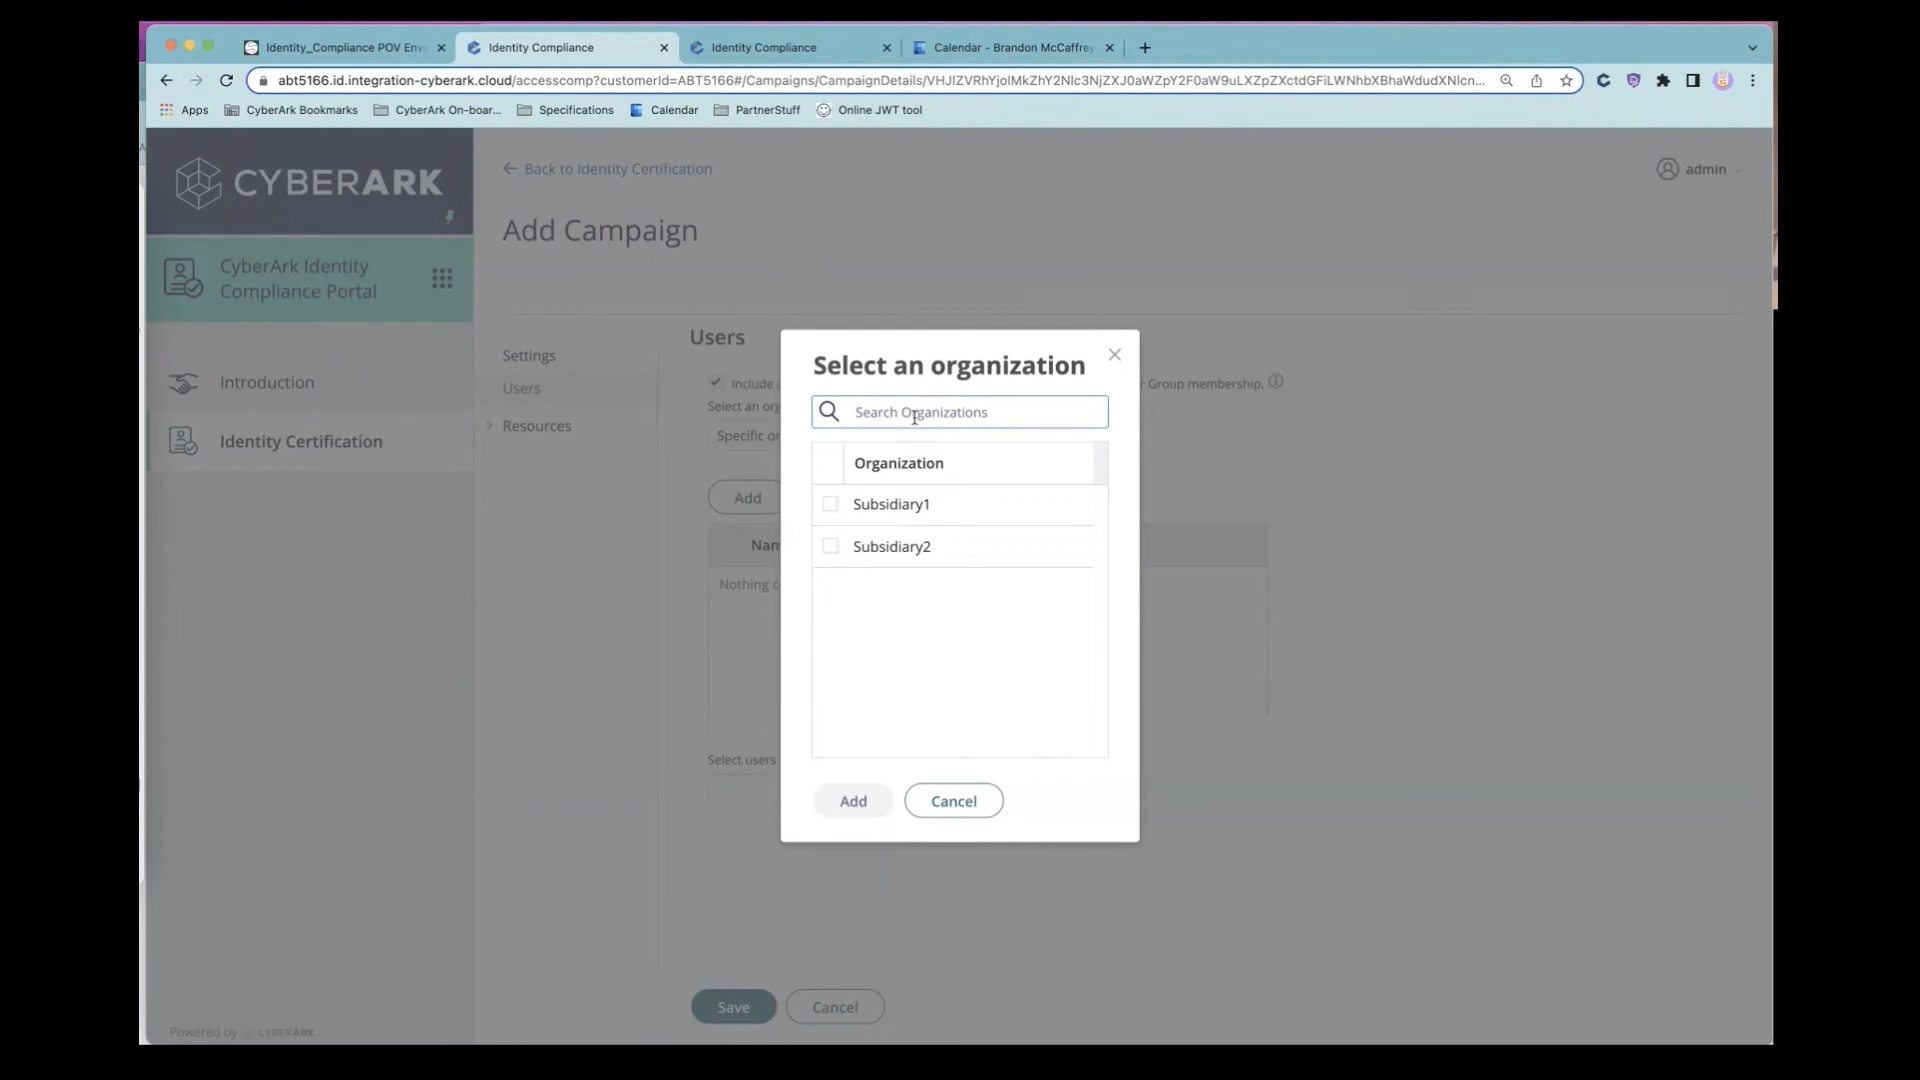 Identity_Compliance POV Env
Identity Compliance
Identity Compliance
Calendar - Brandon McCaffrey
abt5166.id.integration-cyberark.cloud/accesscomp?customerId=ABT5166#/Campaigns/CampaignDetails/VHJIZVRhYjoIMkZhY2Nlc3NjZXJ0aWZpY2F0aW9uLXZpZXctdGFiLWNhbXBhaWdudXNlcn...
Apps
CyberArk Bookmarks
CyberArk On-boar...
Specifications
Calendar
PartnerStuff
Online JWT tool
CYBERARK
Back to Identity Certification
admin
Add Campaign
CyberArk Identity
Compliance Portal
Introduction
Identity Certification
Settings
Users
Resources
Users
Include
r Group membership.
Select an org
Specific or
Add
Nam
Nothing c
Select users
Select an organization
Search Organizations
Organization
Subsidiary1
Subsidiary2
Add
Cancel
Save
Cancel
Powered by CYBERARK